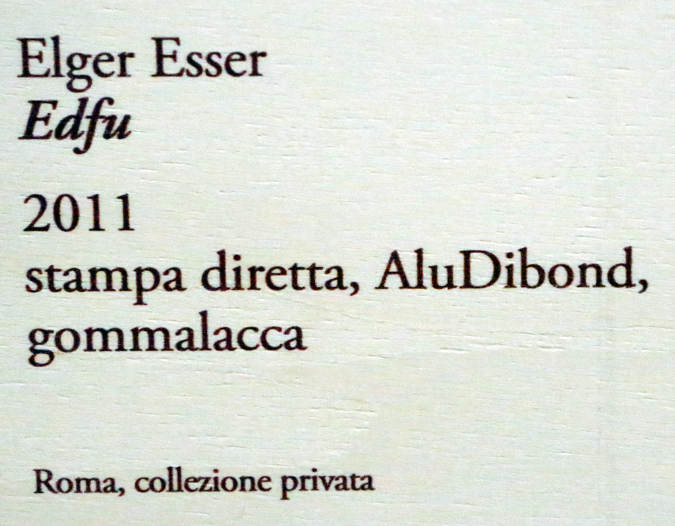 Elger Esser
Edfu
2011
stampa diretta, AluDibond,
gommalacca
Roma, collezione privata